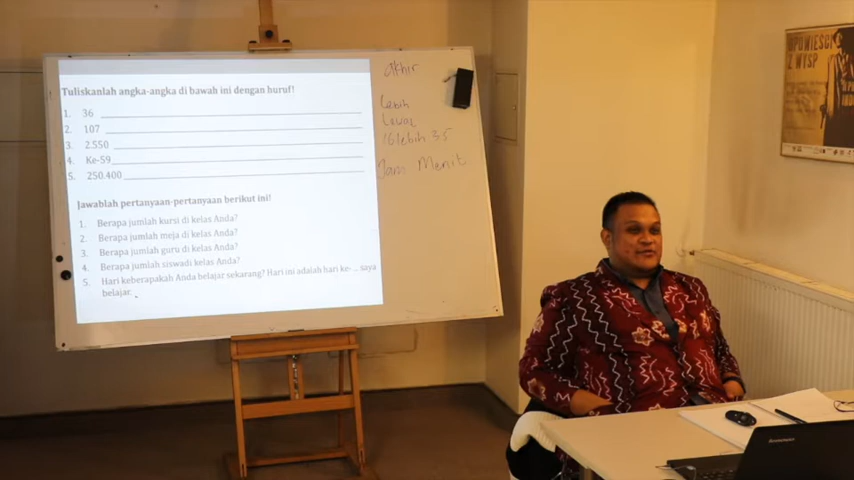 Tuliskanlah angka-angka di bawah ini dengan huruf!
1. 36
2. 107
3. 2.550
4. Ke-59
5. 250.400
Jawablah pertanyaan-pertanyaan berikut ini!
1. Berapa jumlah kursi di kelas Anda?
2. Berapa jumlah meja di kelas Anda?
3. Berapa jumlah guru di kelas Anda?
4. Berapa jumlah siswadi kelas Anda?
5. Hari keberapakah Anda belajar sekarang? Hari ini adalah hari ke-... saya
belajar.
akhir
Lebih
Lewat
16 lebih 35
Jam Menit
OPOWIEŚCI
Z WYSP
lenovo